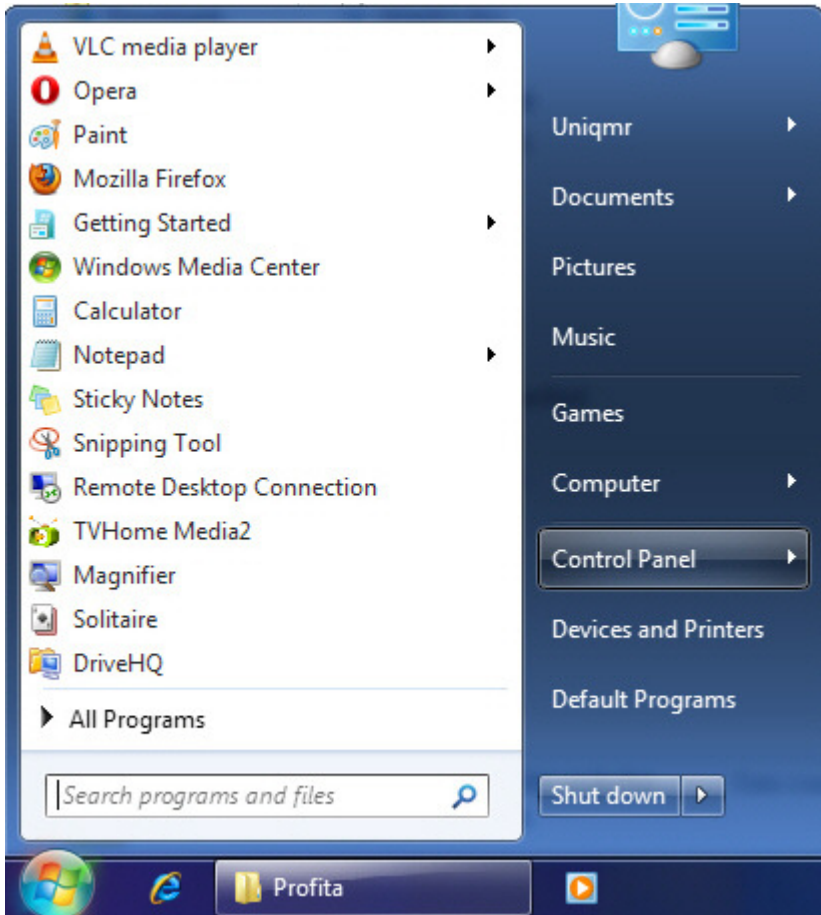 VLC media player
Opera
Paint
Mozilla Firefox
Getting Started
Windows Media Center
Calculator
Notepad
Sticky Notes
Snipping Tool
Remote Desktop Connection
TVHome Media2
Magnifier
Solitaire
DriveHQ
All Programs
Search programs and files
Uniqmr
Documents
Pictures
Music
Games
Computer
Control Panel
Devices and Printers
Default Programs
Shut down
Profita